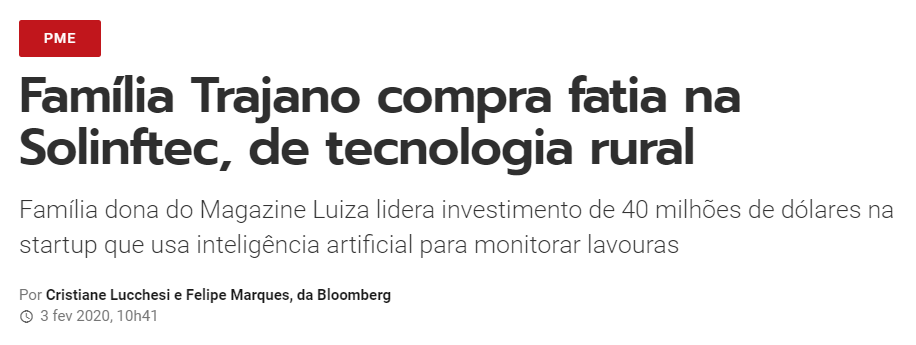 PME
Família Trajano compra fatia na
Solinftec, de tecnologia rural
Família dona do Magazine Luiza lidera investimento de 40 milhões de dólares na
startup que usa inteligência artificial para monitorar lavouras
Por Cristiane Lucchesi e Felipe Marques, da Bloomberg
3 fev 2020, 10h41